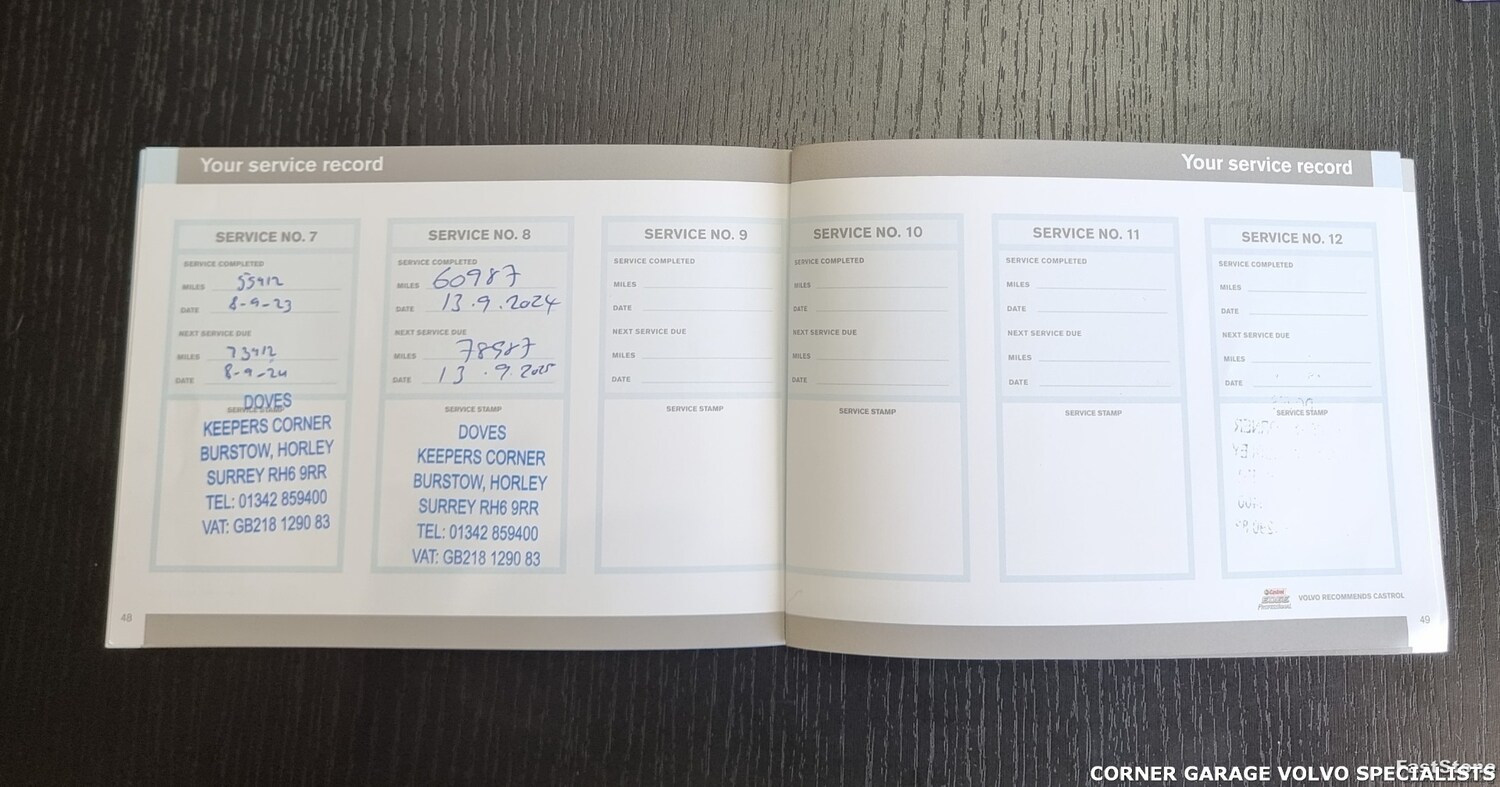 Your service record
SERVICE NO. 7
SERVICE COMPLETED
MILES 55912
DATE 8-9-23
NEXT SERVICE DUE
MILES 73912
DATE 8-9-24
SERVICE STAMP
DOVES
KEEPERS CORNER
BURSTOW, HORLEY
SURREY RH6 9RR
TEL: 01342 859400
VAT: GB218 1290 83
SERVICE NO. 8
SERVICE COMPLETED
MILES 60987
DATE 13.9.2024
NEXT SERVICE DUE
MILES 78987
DATE 13.9.2025
SERVICE STAMP
DOVES
KEEPERS CORNER
BURSTOW, HORLEY
SURREY RH6 9RR
TEL: 01342 859400
VAT: GB218 1290 83
SERVICE NO. 9
SERVICE COMPLETED
MILES
DATE
NEXT SERVICE DUE
MILES
DATE
SERVICE STAMP
48
Your service record
SERVICE NO. 10
SERVICE COMPLETED
MILES
DATE
NEXT SERVICE DUE
MILES
DATE
SERVICE STAMP
SERVICE NO. 11
SERVICE COMPLETED
MILES
DATE
NEXT SERVICE DUE
MILES
DATE
SERVICE STAMP
SERVICE NO. 12
SERVICE COMPLETED
MILES
DATE
NEXT SERVICE DUE
MILES
DATE
SERVICE STAMP
Castrol
EDGE
Professional
VOLVO RECOMMENDS CASTROL
49
FastStone
CORNER GARAGE VOLVO SPECIALISTS